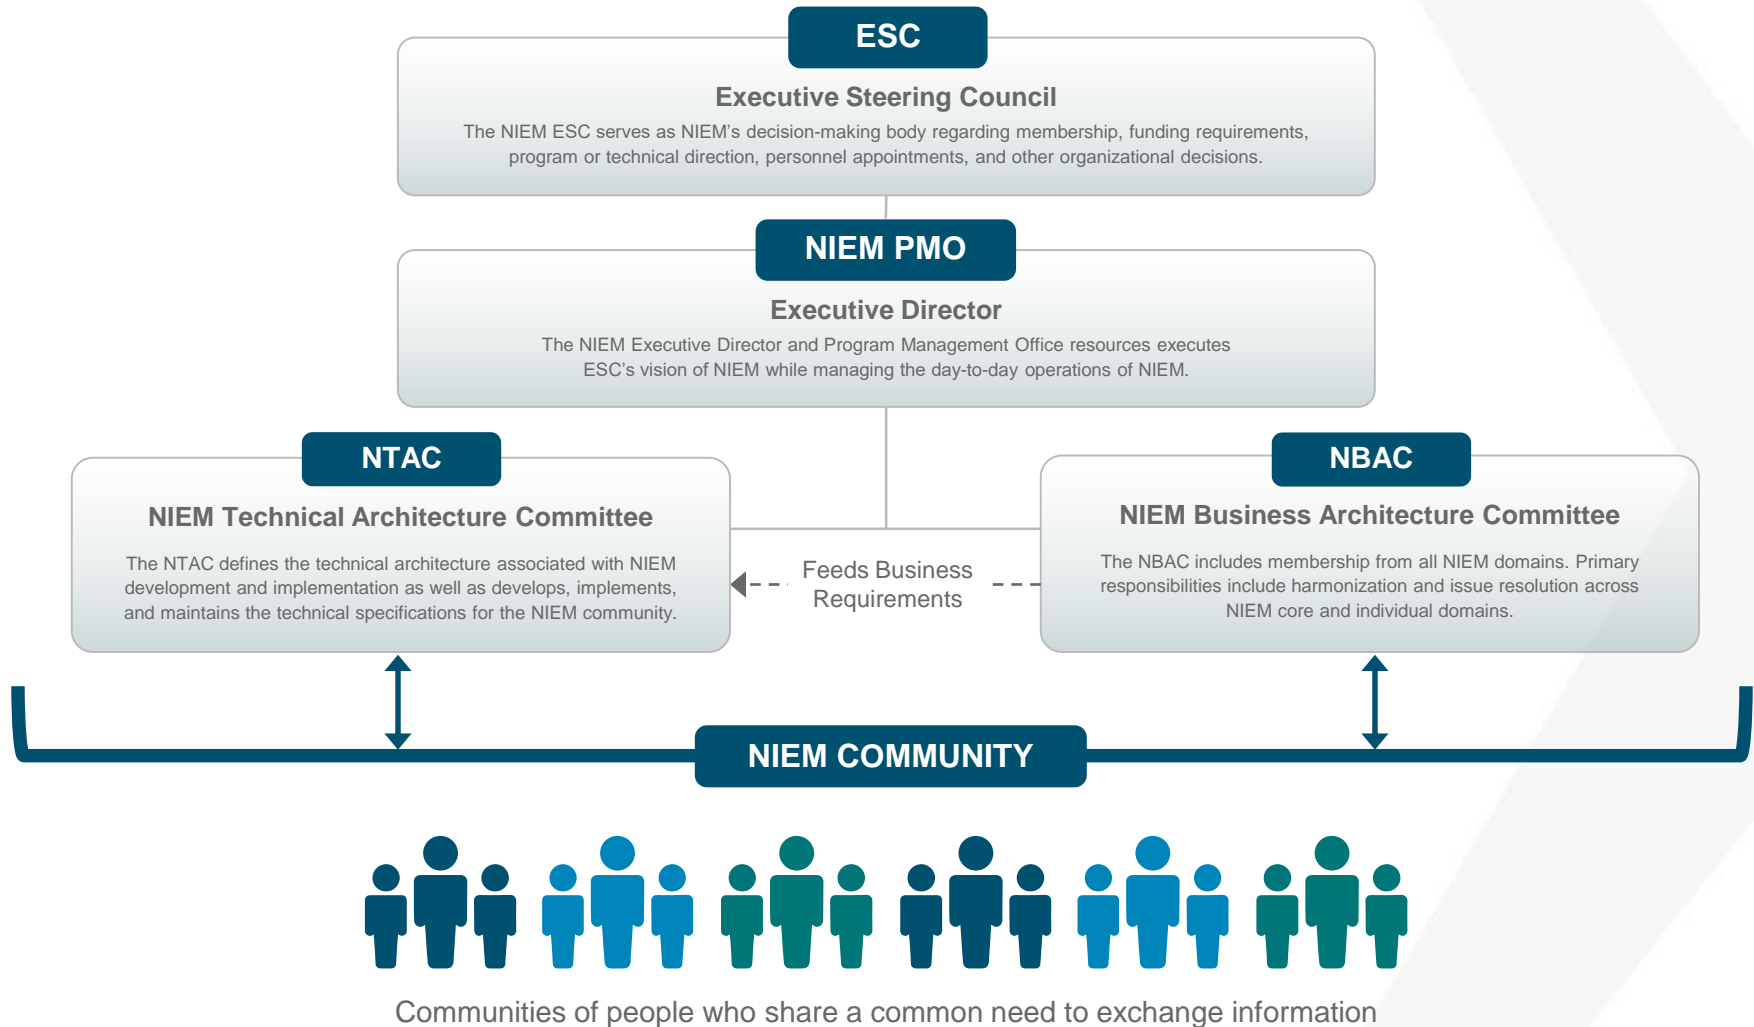 ESC
Executive Steering Council
The NIEM ESC serves as NIEM’s decision-making body regarding membership, funding requirements,
program or technical direction, personnel appointments, and other organizational decisions.
NIEM PMO
Executive Director
The NIEM Executive Director and Program Management Office resources executes
ESC’s vision of NIEM while managing the day-to-day operations of NIEM.
NTAC
NIEM Technical Architecture Committee
The NTAC defines the technical architecture associated with NIEM
development and implementation as well as develops, implements,
and maintains the technical specifications for the NIEM community.
Feeds Business
Requirements
NBAC
NIEM Business Architecture Committee
The NBAC includes membership from all NIEM domains. Primary
responsibilities include harmonization and issue resolution across
NIEM core and individual domains.
NIEM COMMUNITY
Communities of people who share a common need to exchange information